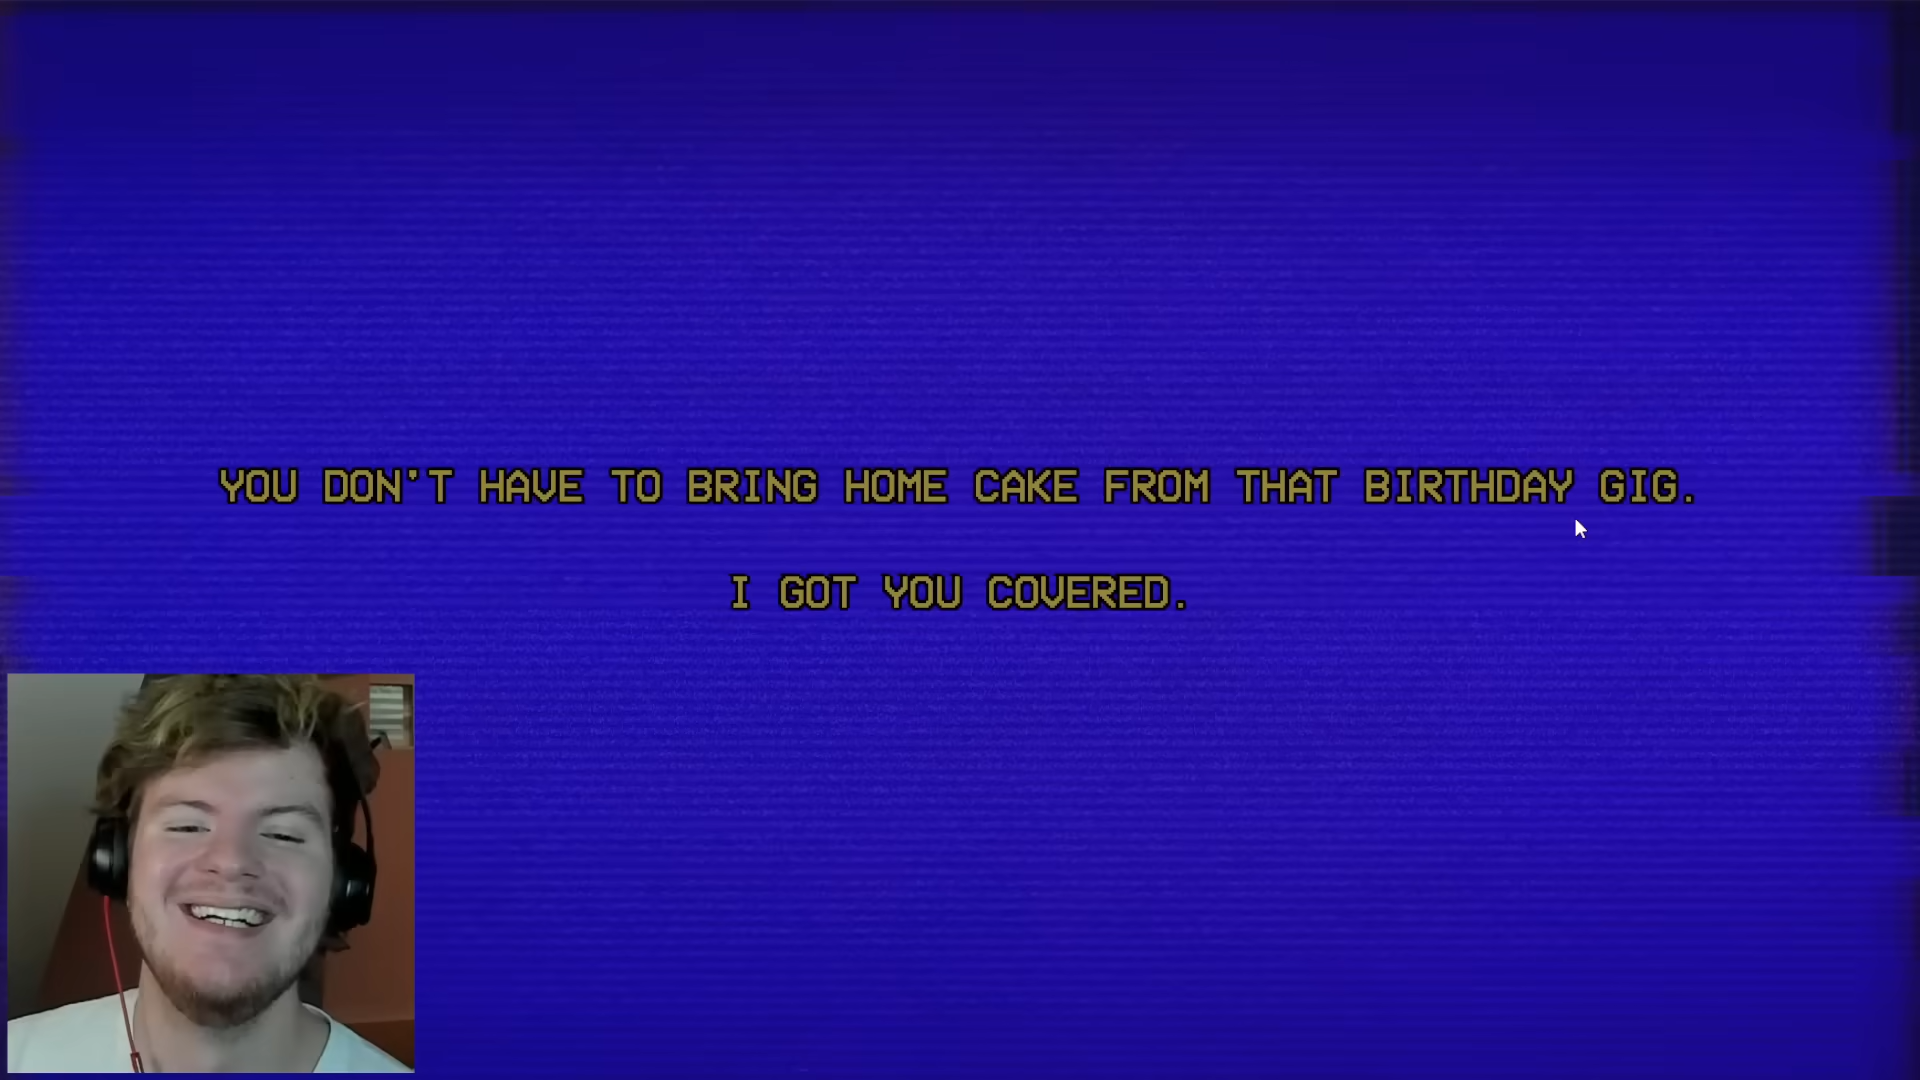 YOU DON'T HAVE TO BRING HOME CAKE FROM THAT BIRTHDAY GIG.
I GOT YOU COVERED.